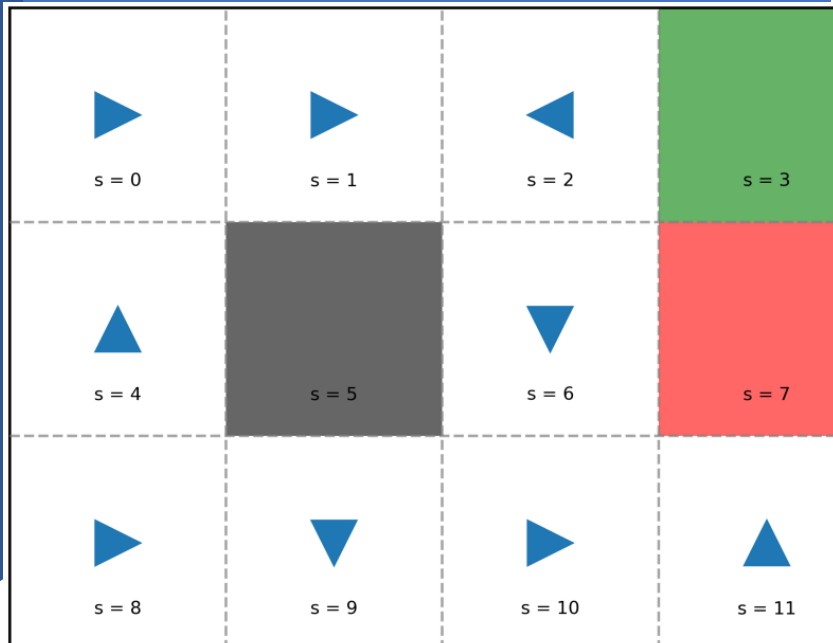 s = 0 s = 1 s = 2 s = 3
s = 4 s = 5 s = 6 s = 7
s = 8 s = 9 s = 10 s = 11